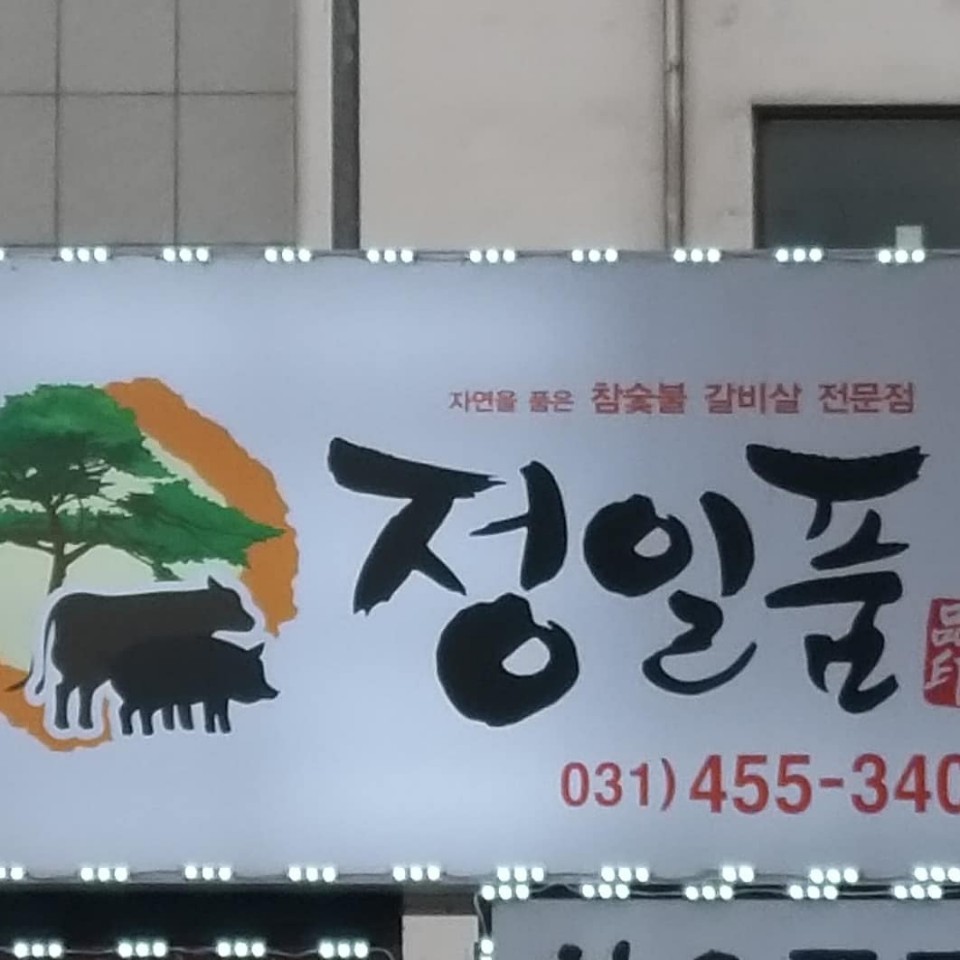 자연을 품은 참숯불 갈비살 전문점
정일품
031) 455-340